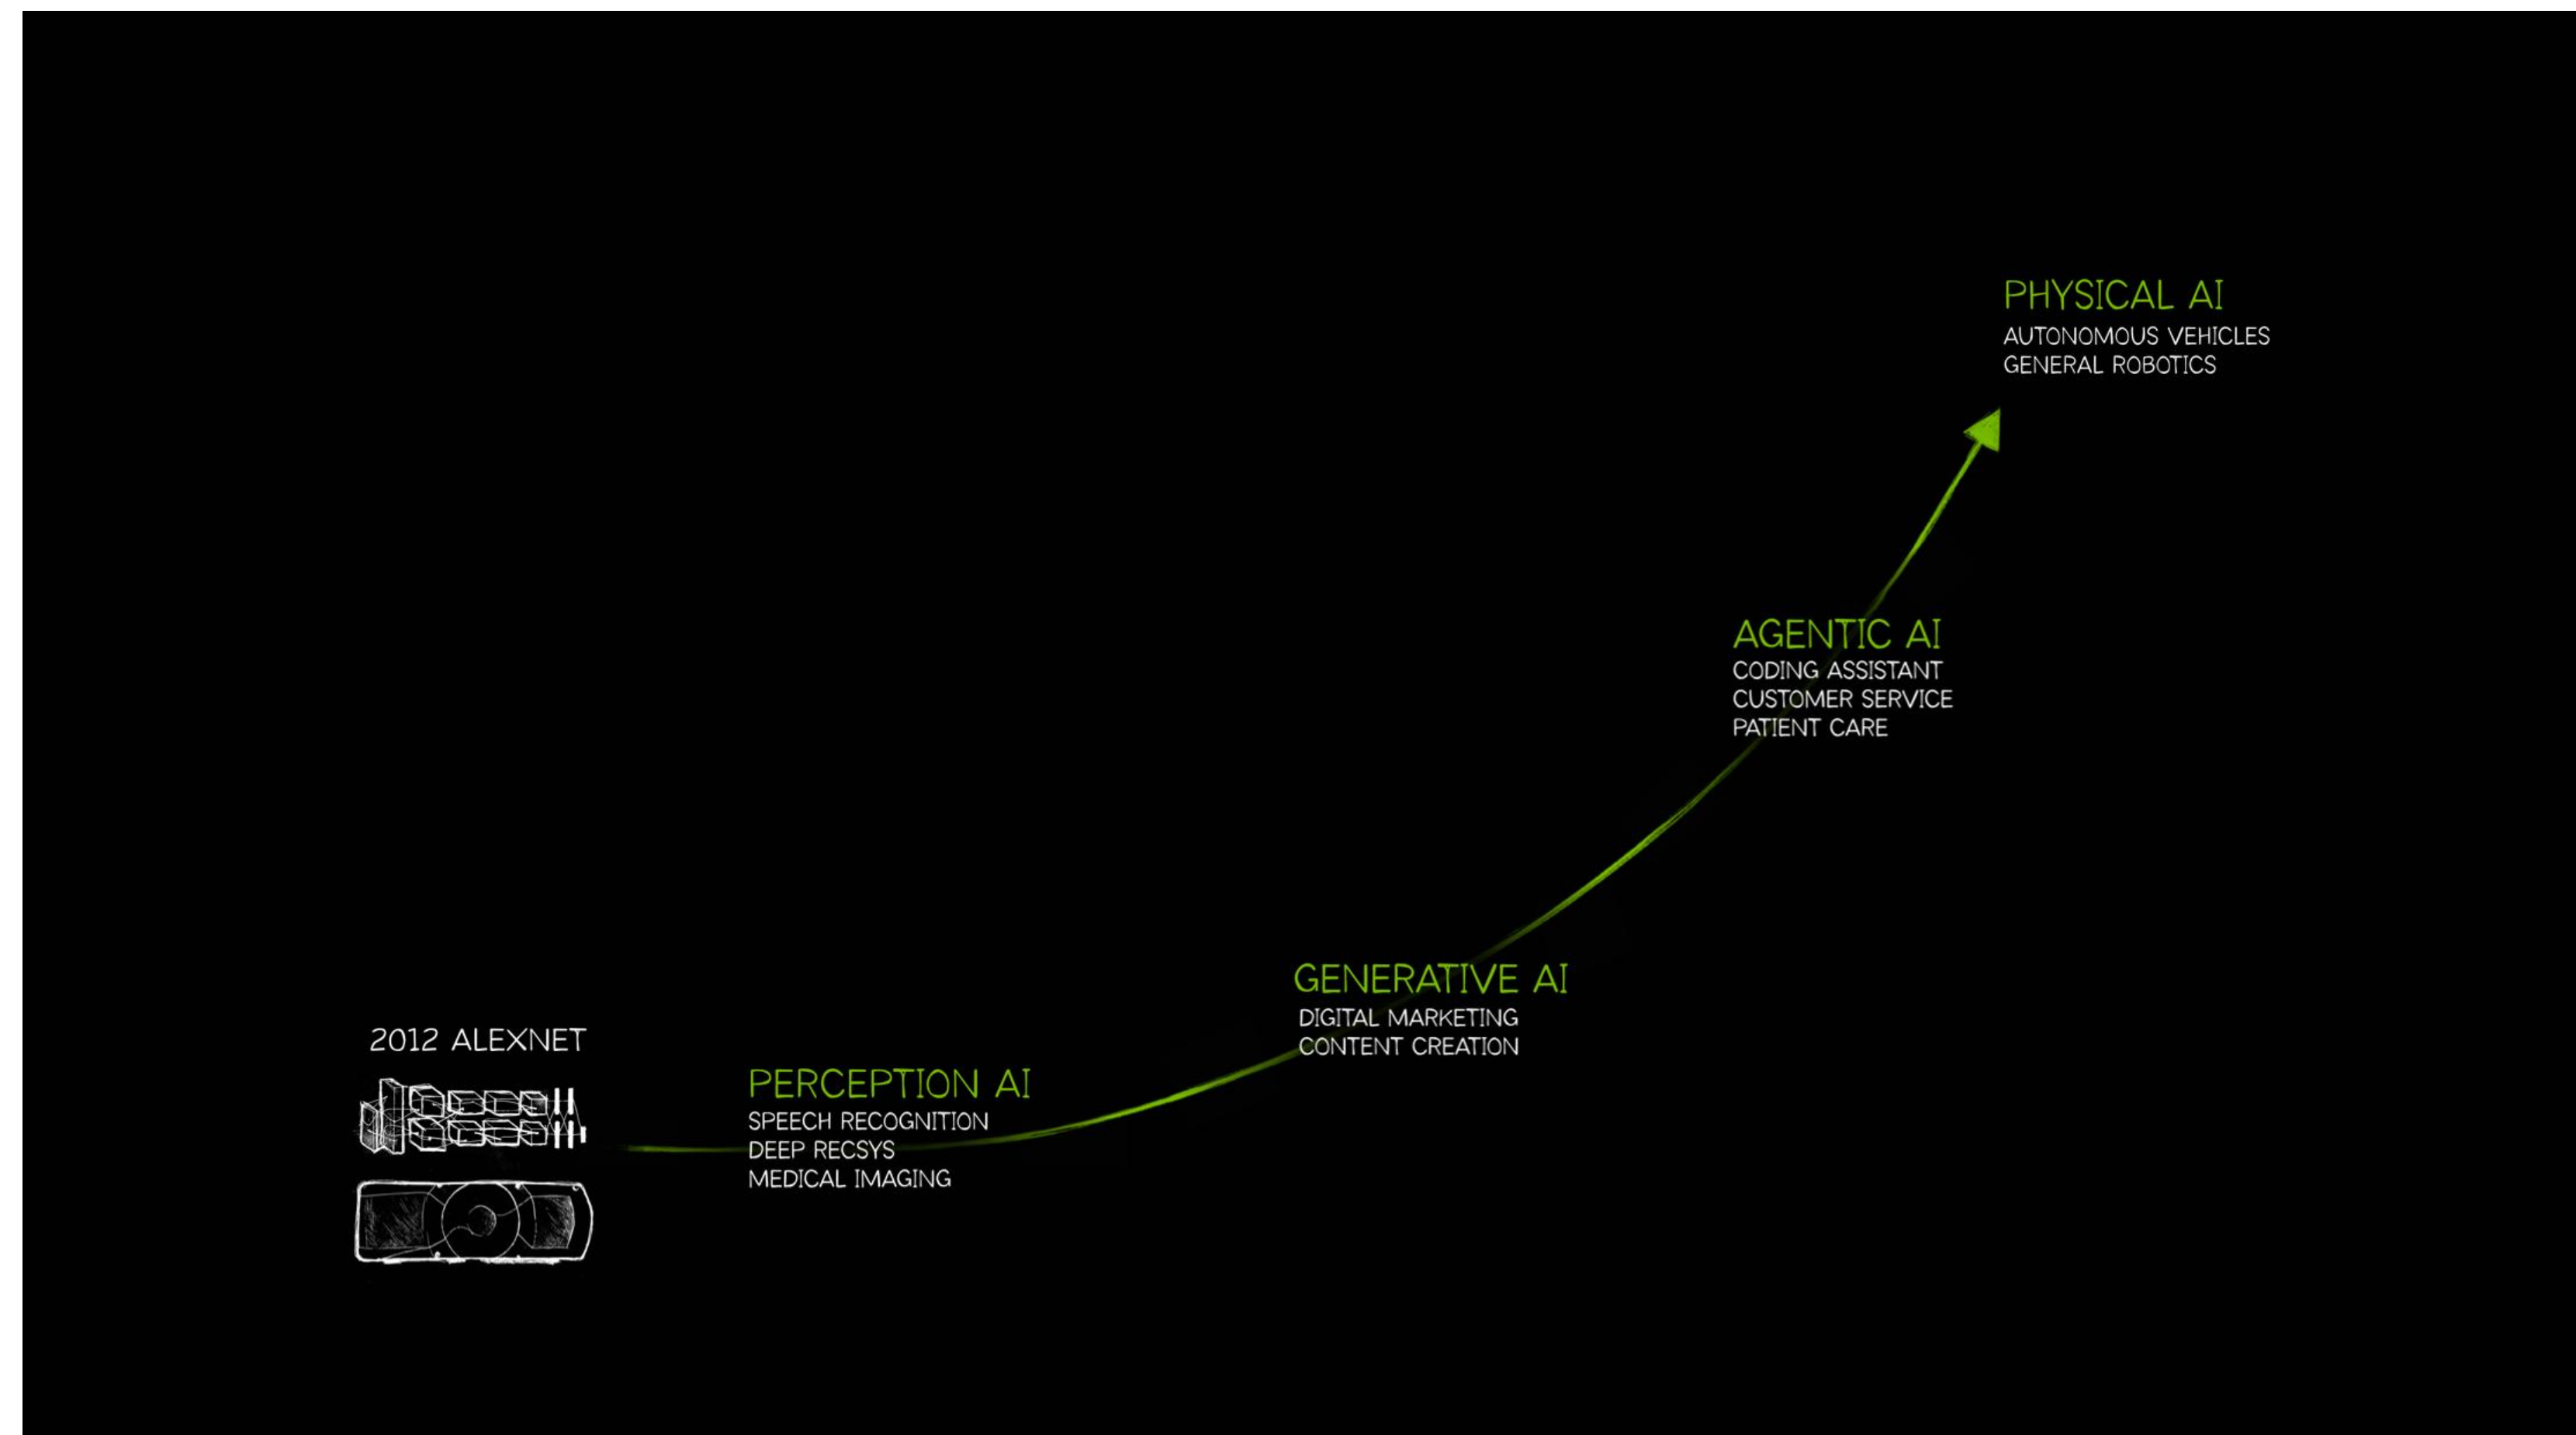 2012 ALEXNET
PERCEPTION AI
SPEECH RECOGNITION
DEEP RECSYS
MEDICAL IMAGING
GENERATIVE AI
DIGITAL MARKETING
CONTENT CREATION
AGENTIC AI
CODING ASSISTANT
CUSTOMER SERVICE
PATIENT CARE
PHYSICAL AI
AUTONOMOUS VEHICLES
GENERAL ROBOTICS